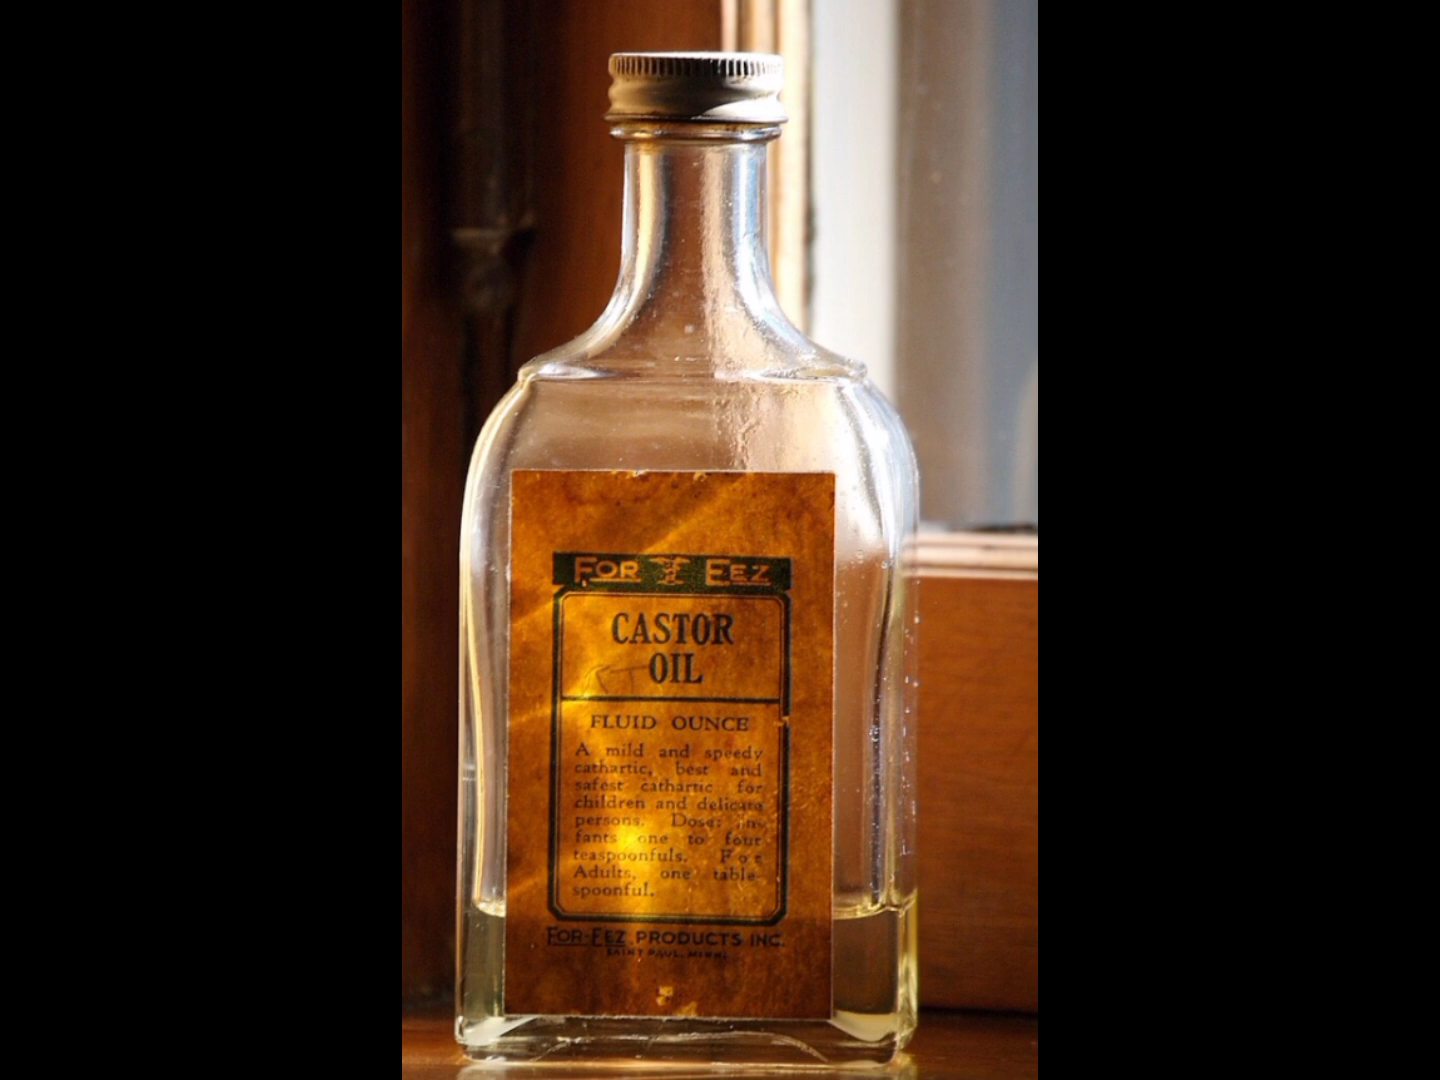 FOR EEZ
CASTOR
OIL
FLUID OUNCE
A mild and speedy
cathartic, best and
safest cathartic for
children and delicate
persons. Dose: in-
fants one to four
teaspoonfuls. For
Adults, one table-
spoonful.
FOR-EEZ PRODUCTS INC.
SAINT PAUL, MINN.